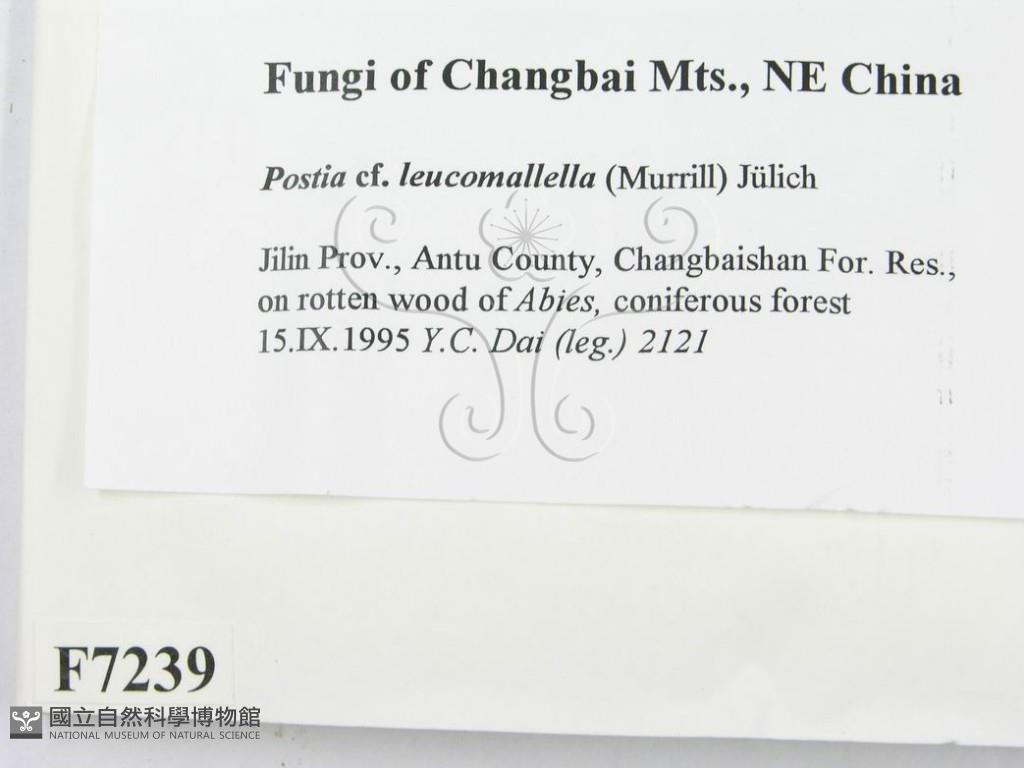 Fungi of Changbai Mts., NE China
Postia cf. leucomallella (Murrill) Jülich
Jilin Prov., Antu County, Changbaishan For. Res.,
on rotten wood of Abies, coniferous forest
15.IX.1995 Y.C. Dai (leg.) 2121
F7239
國立自然科學博物館
NATIONAL MUSEUM OF NATURAL SCIENCE